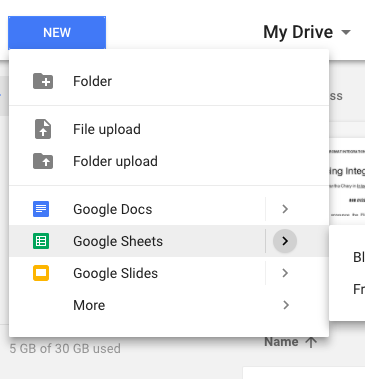 NEW
My Drive
Folder
File upload
Folder upload
Google Docs
Google Sheets
Google Slides
More
5 GB of 30 GB used
Name